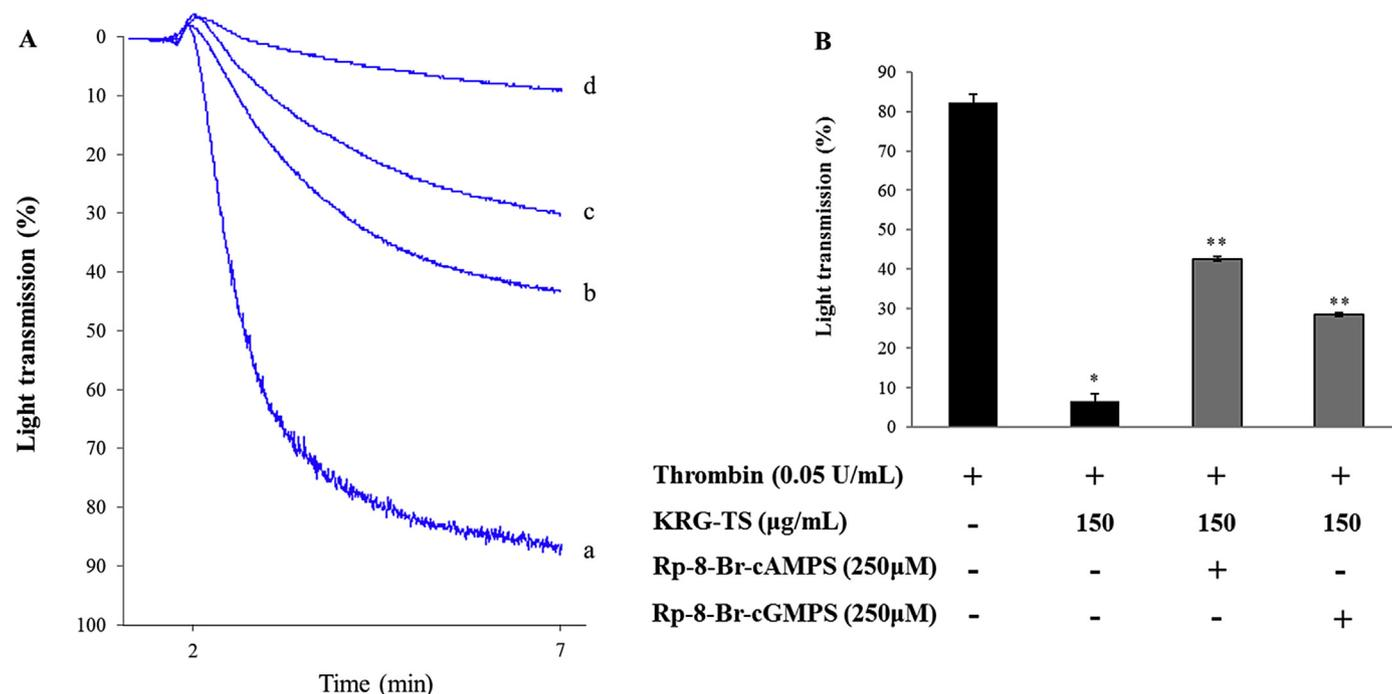 A
0
10
20
30
40
50
60
70
80
90
100
Light transmission (%)
d
c
b
a
2 7
Time (min)
B
90
80
70
60
50
40
30
20
10
0
Light transmission (%)
*
**
**
Thrombin (0.05 U/mL) + + + +
KRG-TS (µg/mL) - 150 150 150
Rp-8-Br-cAMPS (250µM) - - + -
Rp-8-Br-cGMPS (250µM) - - - +